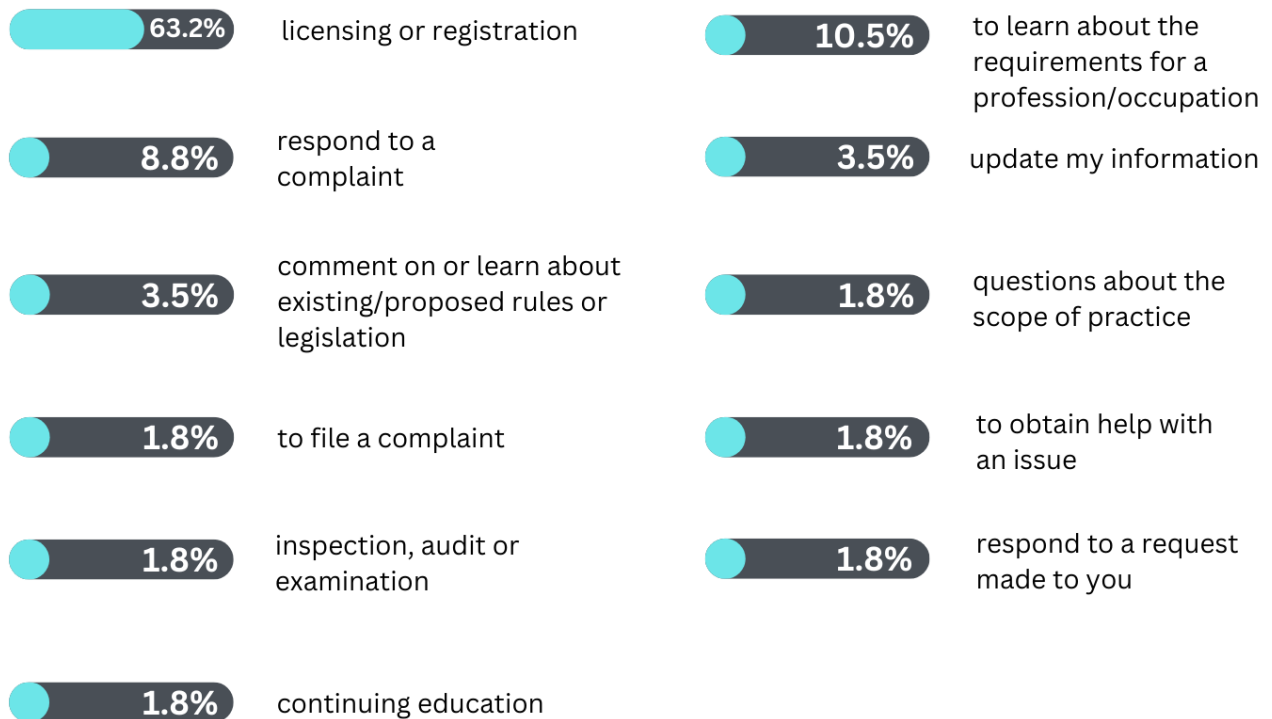 63.2%
licensing or registration
10.5%
to learn about the
requirements for a
profession/occupation
8.8%
respond to a
complaint
3.5%
update my information
3.5%
comment on or learn about
existing/proposed rules or
legislation
1.8%
questions about the
scope of practice
1.8%
to file a complaint
1.8%
to obtain help with
an issue
1.8%
inspection, audit or
examination
1.8%
respond to a request
made to you
1.8%
continuing education